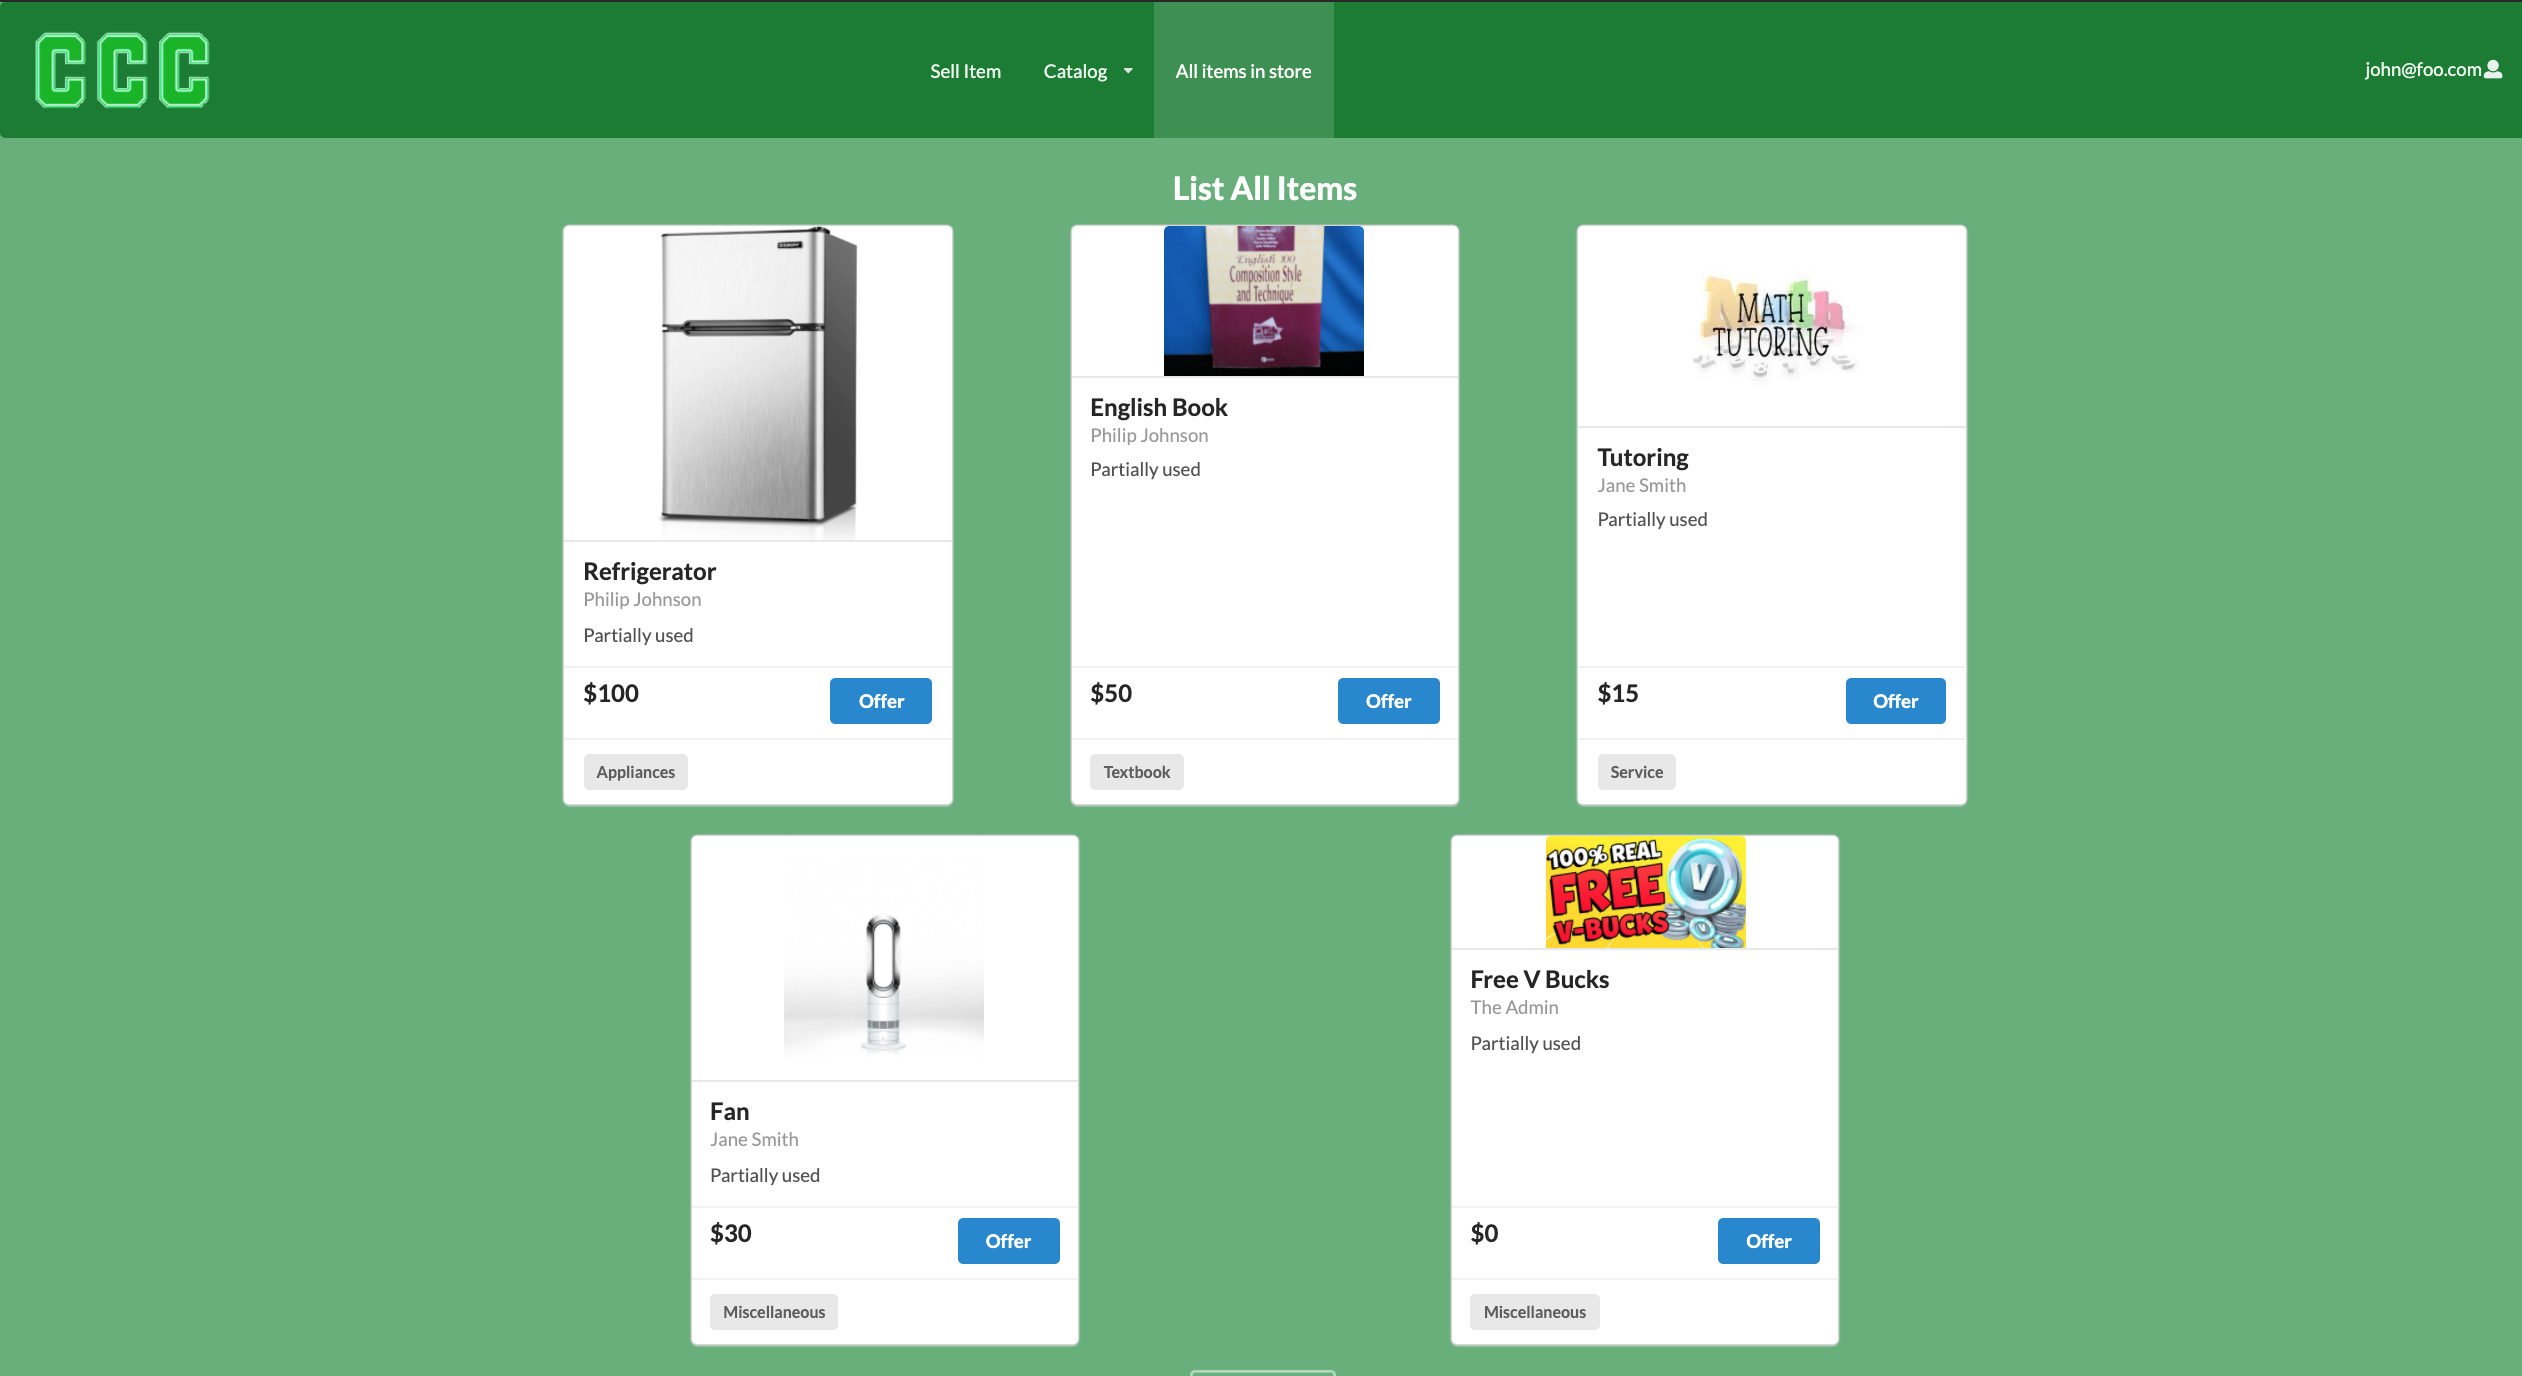 CCC
Sell Item
Catalog
All items in store
john@foo.com
List All Items
English 100
Composition Style
and Technique
MATH
TUTORING
Refrigerator
Philip Johnson
Partially used
$100
Offer
Appliances
English Book
Philip Johnson
Partially used
$50
Offer
Textbook
Tutoring
Jane Smith
Partially used
$15
Offer
Service
Fan
Jane Smith
Partially used
$30
Offer
Miscellaneous
100% REAL
FREE
V-BUCKS
V
Free V Bucks
The Admin
Partially used
$0
Offer
Miscellaneous